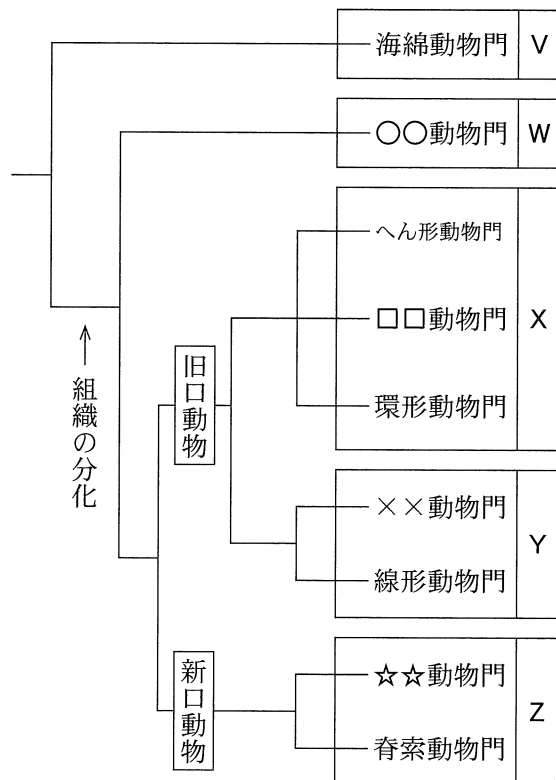 海綿動物門 V
○○動物門 W
へん形動物門
□□動物門 X
環形動物門
旧口動物
↑組織の分化
××動物門
線形動物門 Y
新口動物
☆☆動物門
脊索動物門 Z